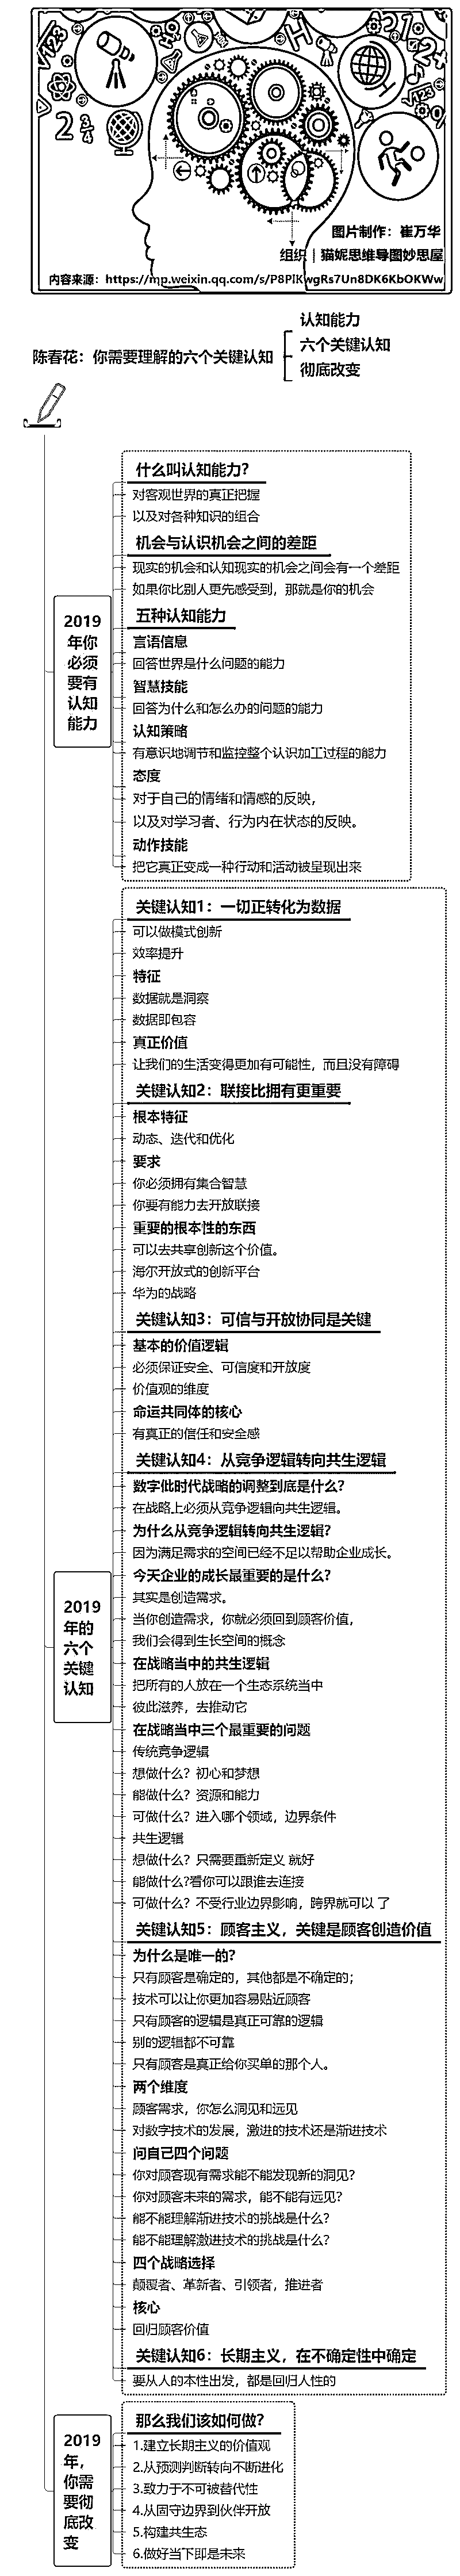 图片制作：崔万华
组织｜猫妮思维导图妙思屋
内容来源：https://mp.weixin.qq.com/s/P8PlKwgRs7Un8DK6KbOKWw
陈春花：你需要理解的六个关键认知
认知能力
六个关键认知
彻底改变
2019年你必须要有认知能力
什么叫认知能力？
对客观世界的真正把握
以及对各种知识的组合
机会与认识机会之间的差距
现实的机会和认知现实的机会之间会有一个差距
如果你比别人更先感受到，那就是你的机会
五种认知能力
言语信息
回答世界是什么问题的能力
智慧技能
回答为什么和怎么办的问题的能力
认知策略
有意识地调节和监控整个认识加工过程的能力
态度
对于自己的情绪和情感的反映，
以及对学习者、行为内在状态的反映。
动作技能
把它真正变成一种行动和活动被呈现出来
2019年的六个关键认知
关键认知1：一切正转化为数据
可以做模式创新
效率提升
特征
数据就是洞察
数据即包容
真正价值
让我们的生活变得更加有可能性，而且没有障碍
关键认知2：联接比拥有更重要
根本特征
动态、迭代和优化
要求
你必须拥有集合智慧
你要有能力去开放联接
重要的根本性的东西
可以去共享创新这个价值。
海尔开放式的创新平台
华为的战略
关键认知3：可信与开放协同是关键
基本的价值逻辑
必须保证安全、可信度和开放度
价值观的维度
命运共同体的核心
有真正的信任和安全感
关键认知4：从竞争逻辑转向共生逻辑
数字化时代战略的调整到底是什么？
在战略上必须从竞争逻辑向共生逻辑。
为什么从竞争逻辑转向共生逻辑？
因为满足需求的空间已经不足以帮助企业成长。
今天企业的成长最重要的是什么？
其实是创造需求。
当你创造需求，你就必须回到顾客价值，
我们会得到生长空间的概念
在战略当中的共生逻辑
把所有的人放在一个生态系统当中
彼此滋养，去推动它
在战略当中三个最重要的问题
传统竞争逻辑
想做什么？初心和梦想
能做什么？资源和能力
可做什么？进入哪个领域，边界条件
共生逻辑
想做什么？只需要重新定义 就好
能做什么?看你可以跟谁去连接
可做什么？不受行业边界影响，跨界就可以 了
关键认知5：顾客主义，关键是顾客创造价值
为什么是唯一的？
只有顾客是确定的，其他都是不确定的；
技术可以让你更加容易贴近顾客
只有顾客的逻辑是真正可靠的逻辑
别的逻辑都不可靠
只有顾客是真正给你买单的那个人。
两个维度
顾客需求，你怎么洞见和远见
对数字技术的发展，激进的技术还是渐进技术
问自己四个问题
你对顾客现有需求能不能发现新的洞见？
你对顾客未来的需求，能不能有远见？
能不能理解渐进技术的挑战是什么？
能不能理解激进技术的挑战是什么？
四个战略选择
颠覆者、革新者、引领者，推进者
核心
回归顾客价值
关键认知6：长期主义，在不确定性中确定
要从人的本性出发，都是回归人性的
2019年，你需要彻底改变
那么我们该如何做？
1.建立长期主义的价值观
2.从预测判断转向不断进化
3.致力于不可被替代性
4.从固守边界到伙伴开放
5.构建共生态
6.做好当下即是未来